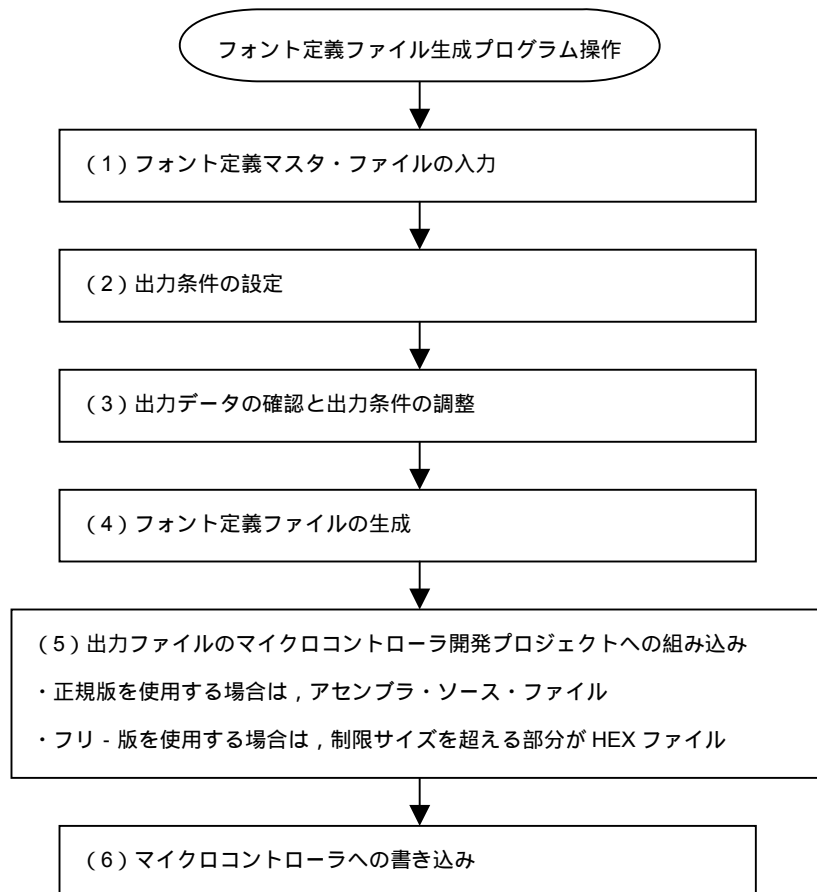 フォント定義ファイル生成プログラム操作
（１）フォント定義マスタ・ファイルの入力
（２）出力条件の設定
（３）出力データの確認と出力条件の調整
（４）フォント定義ファイルの生成
（５）出力ファイルのマイクロコントローラ開発プロジェクトへの組み込み
・正規版を使用する場合は，アセンブラ・ソース・ファイル
・フリ‐版を使用する場合は，制限サイズを超える部分が HEX ファイル
（６）マイクロコントローラへの書き込み